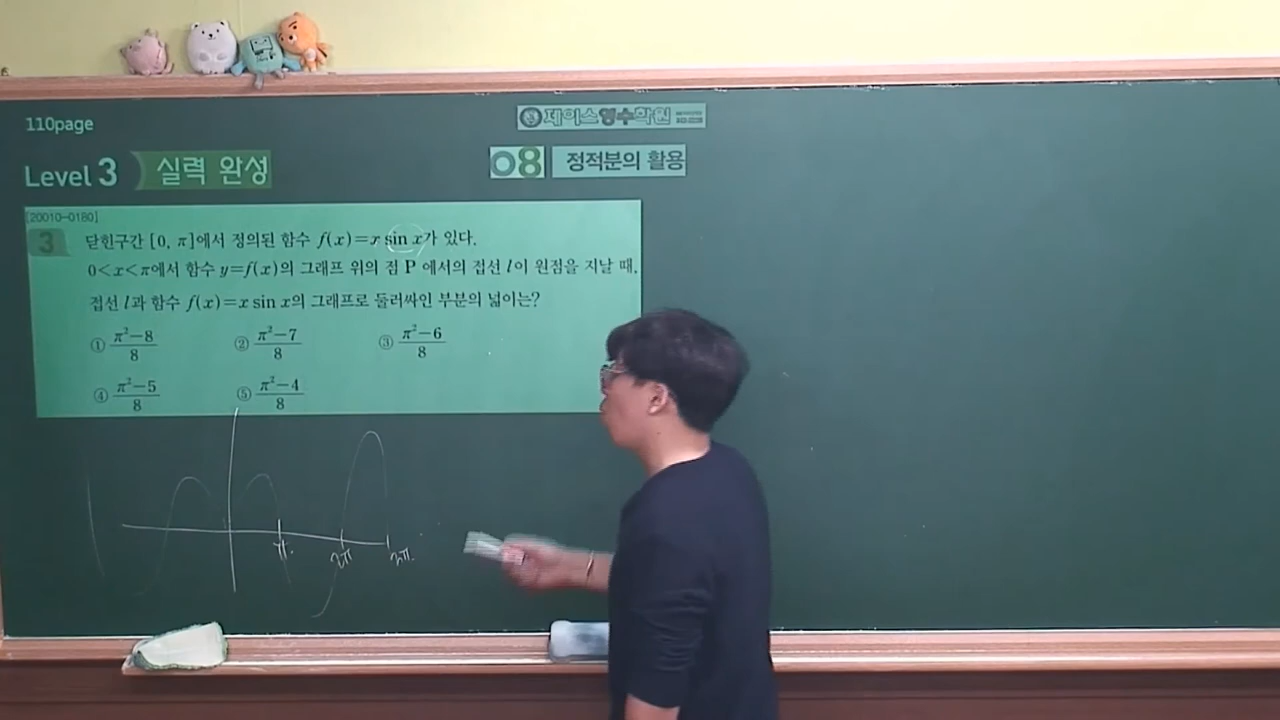 110page
제이스영수학원
Level 3 실력 완성
08 정적분의 활용
[20010-0180]
3 닫힌구간 [0, π]에서 정의된 함수 f(x)=x sin x가 있다.
0<x<π에서 함수 y=f(x)의 그래프 위의 점 P 에서의 접선 l이 원점을 지날 때,
접선 l과 함수 f(x)=x sin x의 그래프로 둘러싸인 부분의 넓이는?
① π²-8/8 ② π²-7/8 ③ π²-6/8
④ π²-5/8 ⑤ π²-4/8
π 2π 3π